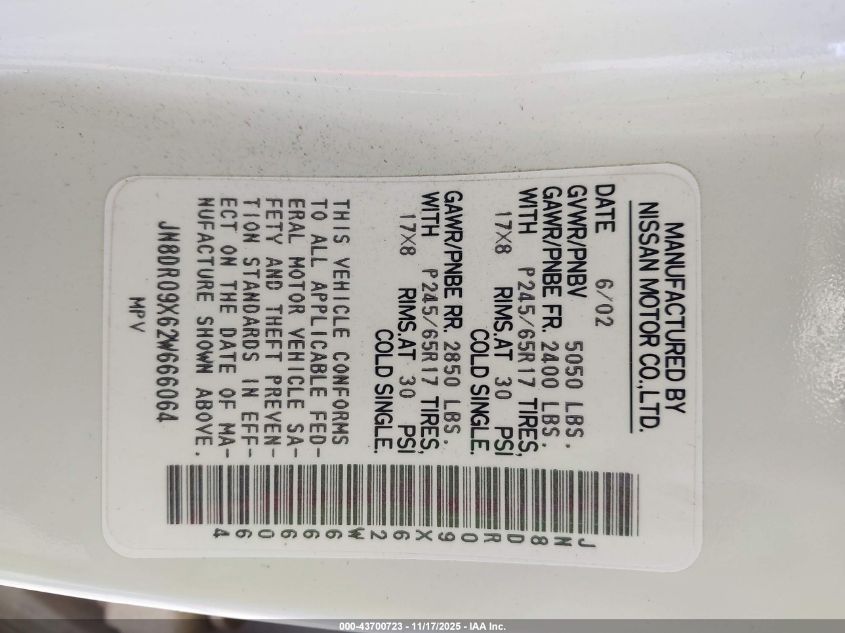 MANUFACTURED BY
NISSAN MOTOR CO.,LTD.
DATE 6/02
GVWR/PNBV 5050 LBS.
GAWR/PNBE FR. 2400 LBS.
WITH P245/65R17 TIRES,
17X8 RIMS,AT 30 PSI
COLD SINGLE.
GAWR/PNBE RR. 2850 LBS.
WITH P245/65R17 TIRES,
17X8 RIMS,AT 30 PSI
COLD SINGLE.
THIS VEHICLE CONFORMS
TO ALL APPLICABLE FED-
ERAL MOTOR VEHICLE SA-
FETY AND THEFT PREVEN-
TION STANDARDS IN EFF-
ECT ON THE DATE OF MA-
NUFACTURE SHOWN ABOVE.
JN8DR09X62W666064
MPV
JN8DR09X62W666064
000-43700723 - 11/17/2025 - IAA Inc.